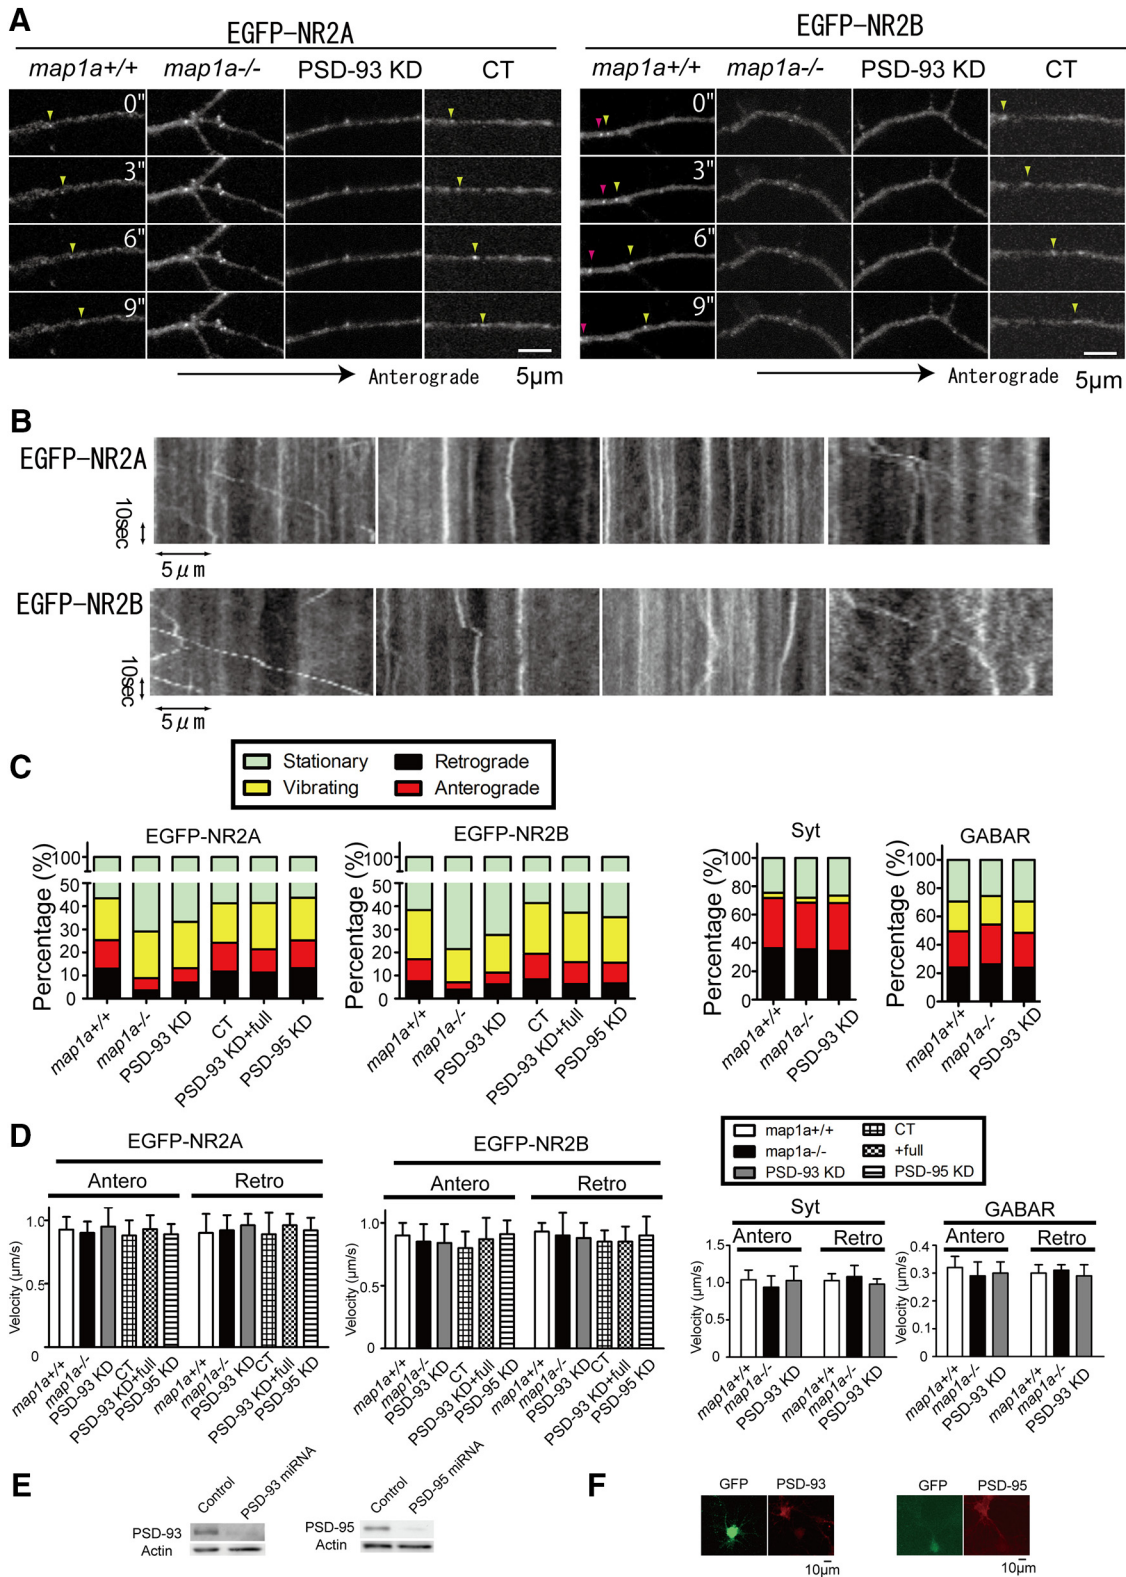 A
EGFP-NR2A
map1a+/+ map1a-/- PSD-93 KD CT
0"
3"
6"
9"
Anterograde 5μm
EGFP-NR2B
map1a+/+ map1a-/- PSD-93 KD CT
0"
3"
6"
9"
Anterograde 5μm
B
EGFP-NR2A
10sec
5μm
EGFP-NR2B
10sec
5μm
C
Stationary Retrograde
Vibrating Anterograde
EGFP-NR2A
Percentage (%)
100
50
40
30
20
10
0
map1a+/+ map1a-/- PSD-93 KD CT PSD-93 KD+full PSD-95 KD
EGFP-NR2B
Percentage (%)
100
50
40
30
20
10
0
map1a+/+ map1a-/- PSD-93 KD CT PSD-93 KD+full PSD-95 KD
Syt
Percentage (%)
100
80
60
40
20
0
map1a+/+ map1a-/- PSD-93 KD
GABAR
Percentage (%)
100
80
60
40
20
0
map1a+/+ map1a-/- PSD-93 KD
D
EGFP-NR2A
Antero Retro
Velocity (μm/s)
1.0
0.5
0
map1a+/+ map1a-/- PSD-93 KD CT PSD-93 KD+full PSD-95 KD map1a+/+ map1a-/- PSD-93 KD CT PSD-93 KD+full PSD-95 KD
EGFP-NR2B
Antero Retro
Velocity (μm/s)
1.0
0.5
0
map1a+/+ map1a-/- PSD-93 KD CT PSD-93 KD+full PSD-95 KD map1a+/+ map1a-/- PSD-93 KD CT PSD-93 KD+full PSD-95 KD
map1a+/+ CT
map1a-/- +full
PSD-93 KD PSD-95 KD
Syt
Antero Retro
Velocity (μm/s)
1.5
1.0
0.5
0
map1a+/+ map1a-/- PSD-93 KD map1a+/+ map1a-/- PSD-93 KD
GABAR
Antero Retro
Velocity (μm/s)
0.4
0.3
0.2
0.1
0
map1a+/+ map1a-/- PSD-93 KD map1a+/+ map1a-/- PSD-93 KD
E
Control PSD-93 miRNA
PSD-93
Actin
Control PSD-95 miRNA
PSD-95
Actin
F
GFP PSD-93
10μm
GFP PSD-95
10μm